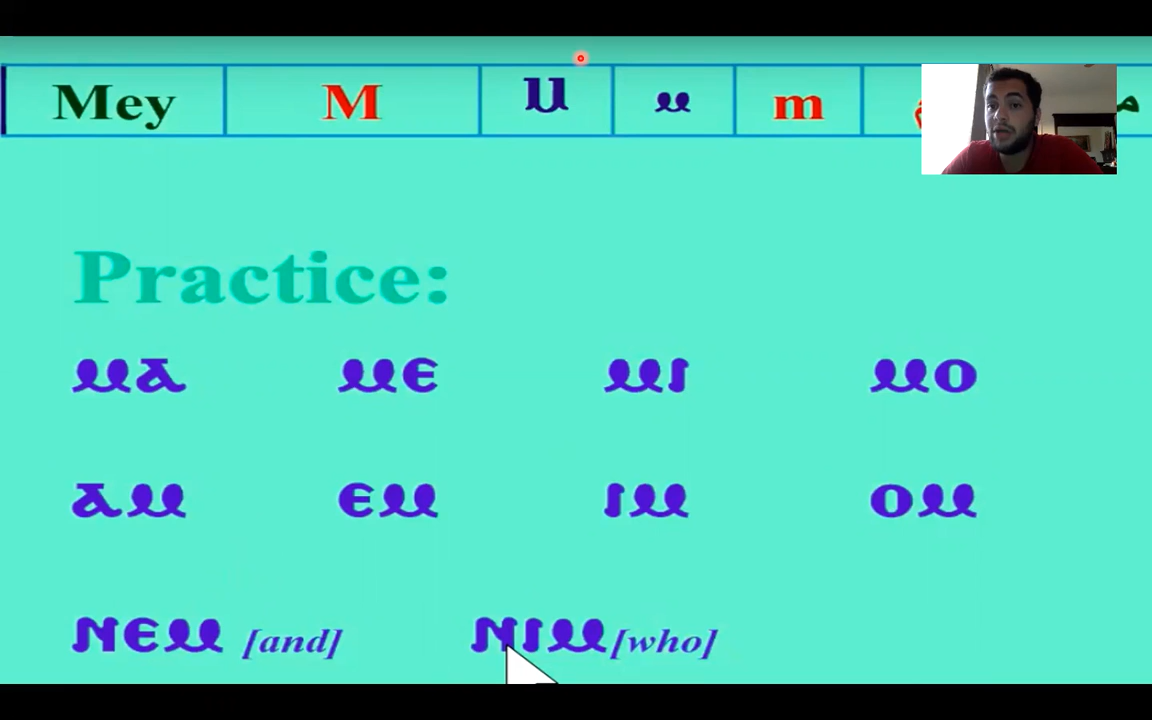 Mey M Ⲙ ⲙ m م
Practice:
ⲙⲁ ⲙⲉ ⲙⲓ ⲙⲟ
ⲁⲙ ⲉⲙ ⲓⲙ ⲟⲙ
ⲛⲉⲙ [and] ⲛⲓⲙ [who]